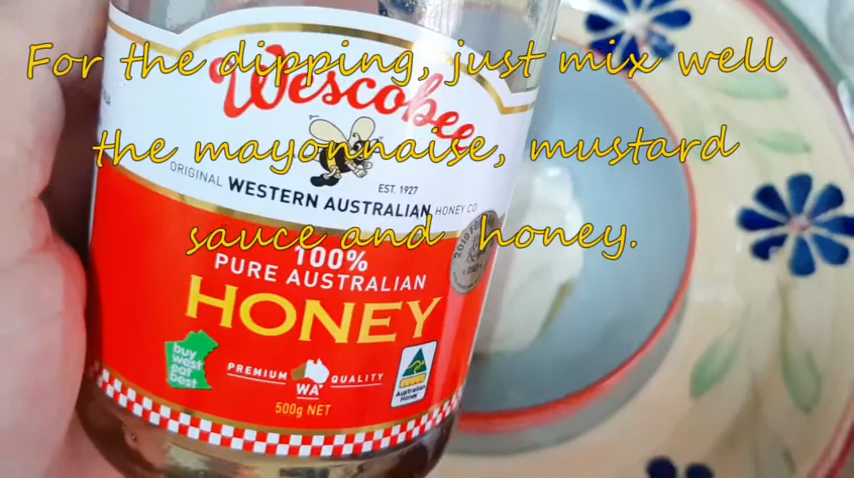 For the dipping, just mix well
the mayonnaise, mustard
sauce and honey.
Wescobee
ORIGINAL WESTERN AUSTRALIAN HONEY CO
EST. 1927
100%
PURE AUSTRALIAN
HONEY
buy
west
eat
best
PREMIUM WA QUALITY
Australian
Honey
500g NET